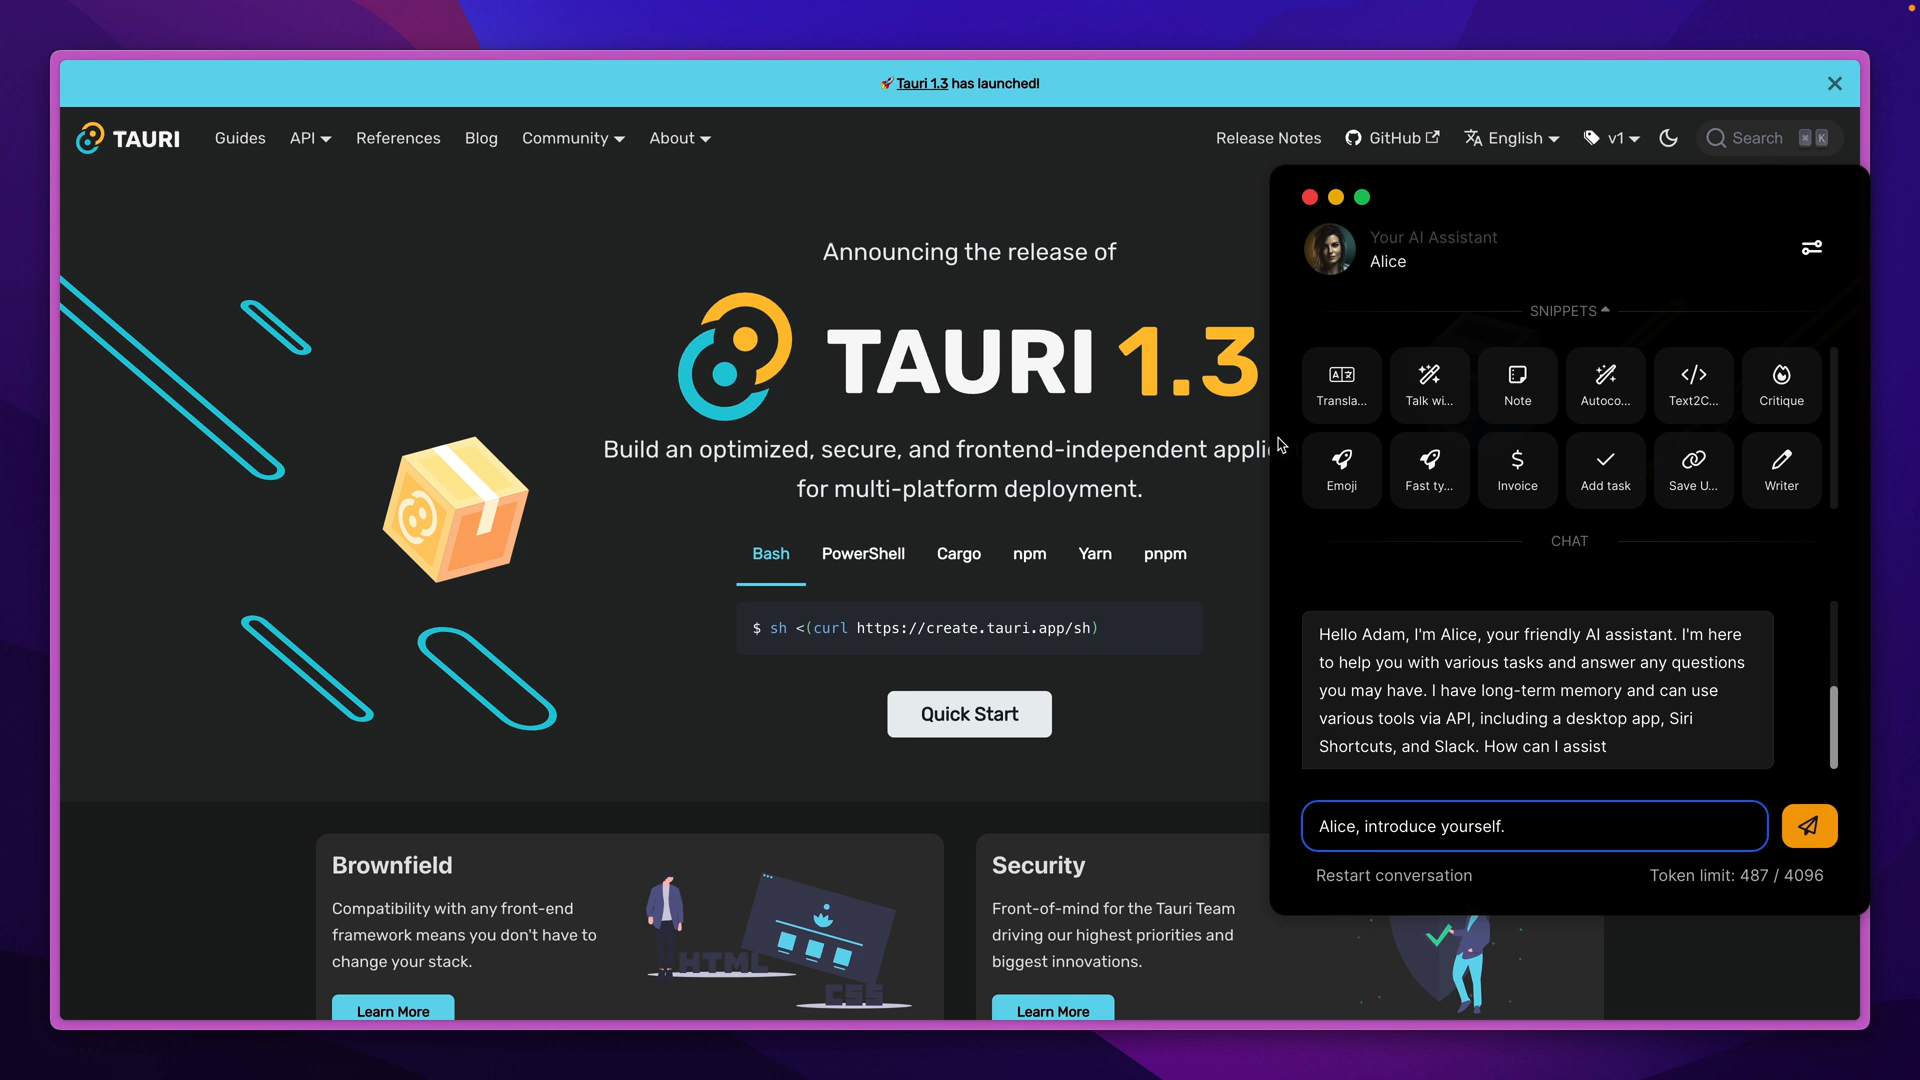 Tauri 1.3 has launched!
TAURI
Guides
API
References
Blog
Community
About
Release Notes
GitHub
English
v1
Search
⌘ K
Announcing the release of
TAURI 1.3
Build an optimized, secure, and frontend-independent appli
for multi-platform deployment.
Bash
PowerShell
Cargo
npm
Yarn
pnpm
$ sh <(curl https://create.tauri.app/sh)
Quick Start
Brownfield
Compatibility with any front-end
framework means you don't have to
change your stack.
Learn More
HTML
CSS
Security
Front-of-mind for the Tauri Team
driving our highest priorities and
biggest innovations.
Learn More
Your AI Assistant
Alice
SNIPPETS
Transla...
Talk wi...
Note
Autoco...
Text2C...
Critique
Emoji
Fast ty...
Invoice
Add task
Save U...
Writer
CHAT
Hello Adam, I'm Alice, your friendly AI assistant. I'm here
to help you with various tasks and answer any questions
you may have. I have long-term memory and can use
various tools via API, including a desktop app, Siri
Shortcuts, and Slack. How can I assist
Alice, introduce yourself.
Restart conversation
Token limit: 487 / 4096